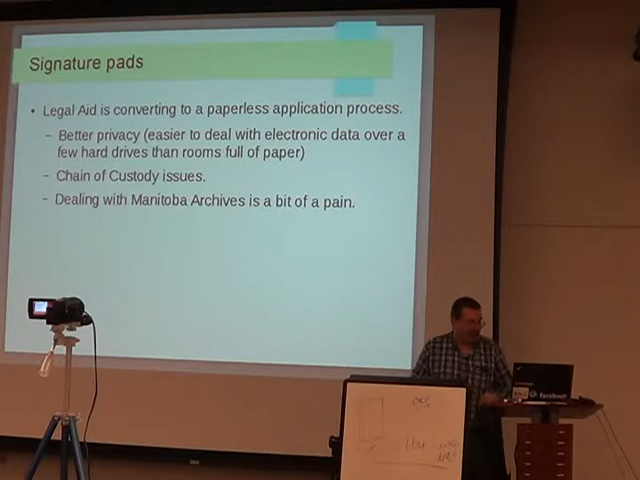 Signature pads
• Legal Aid is converting to a paperless application process.
– Better privacy (easier to deal with electronic data over a
few hard drives than rooms full of paper)
– Chain of Custody issues.
– Dealing with Manitoba Archives is a bit of a pain.
facebook